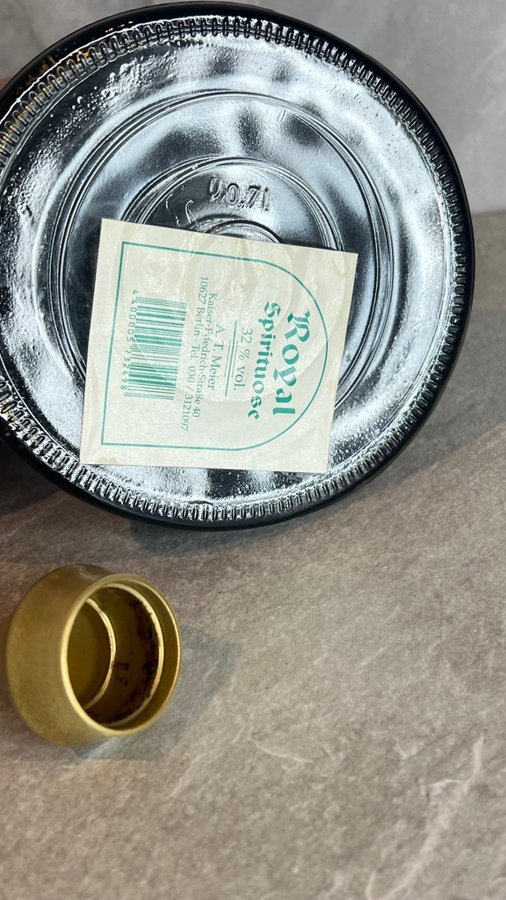 0,7l
Royal
Spirituose
32 % vol.
A. T. Meier
Kaiser-Friedrich-Straße 40
10627 Berlin · Tel. 030 / 3121097